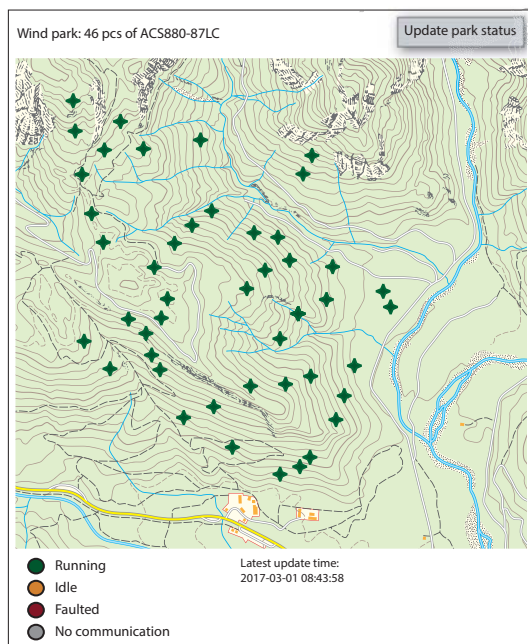 Wind park: 46 pcs of ACS880-87LC
Update park status
Running
Idle
Faulted
No communication
Latest update time:
2017-03-01 08:43:58